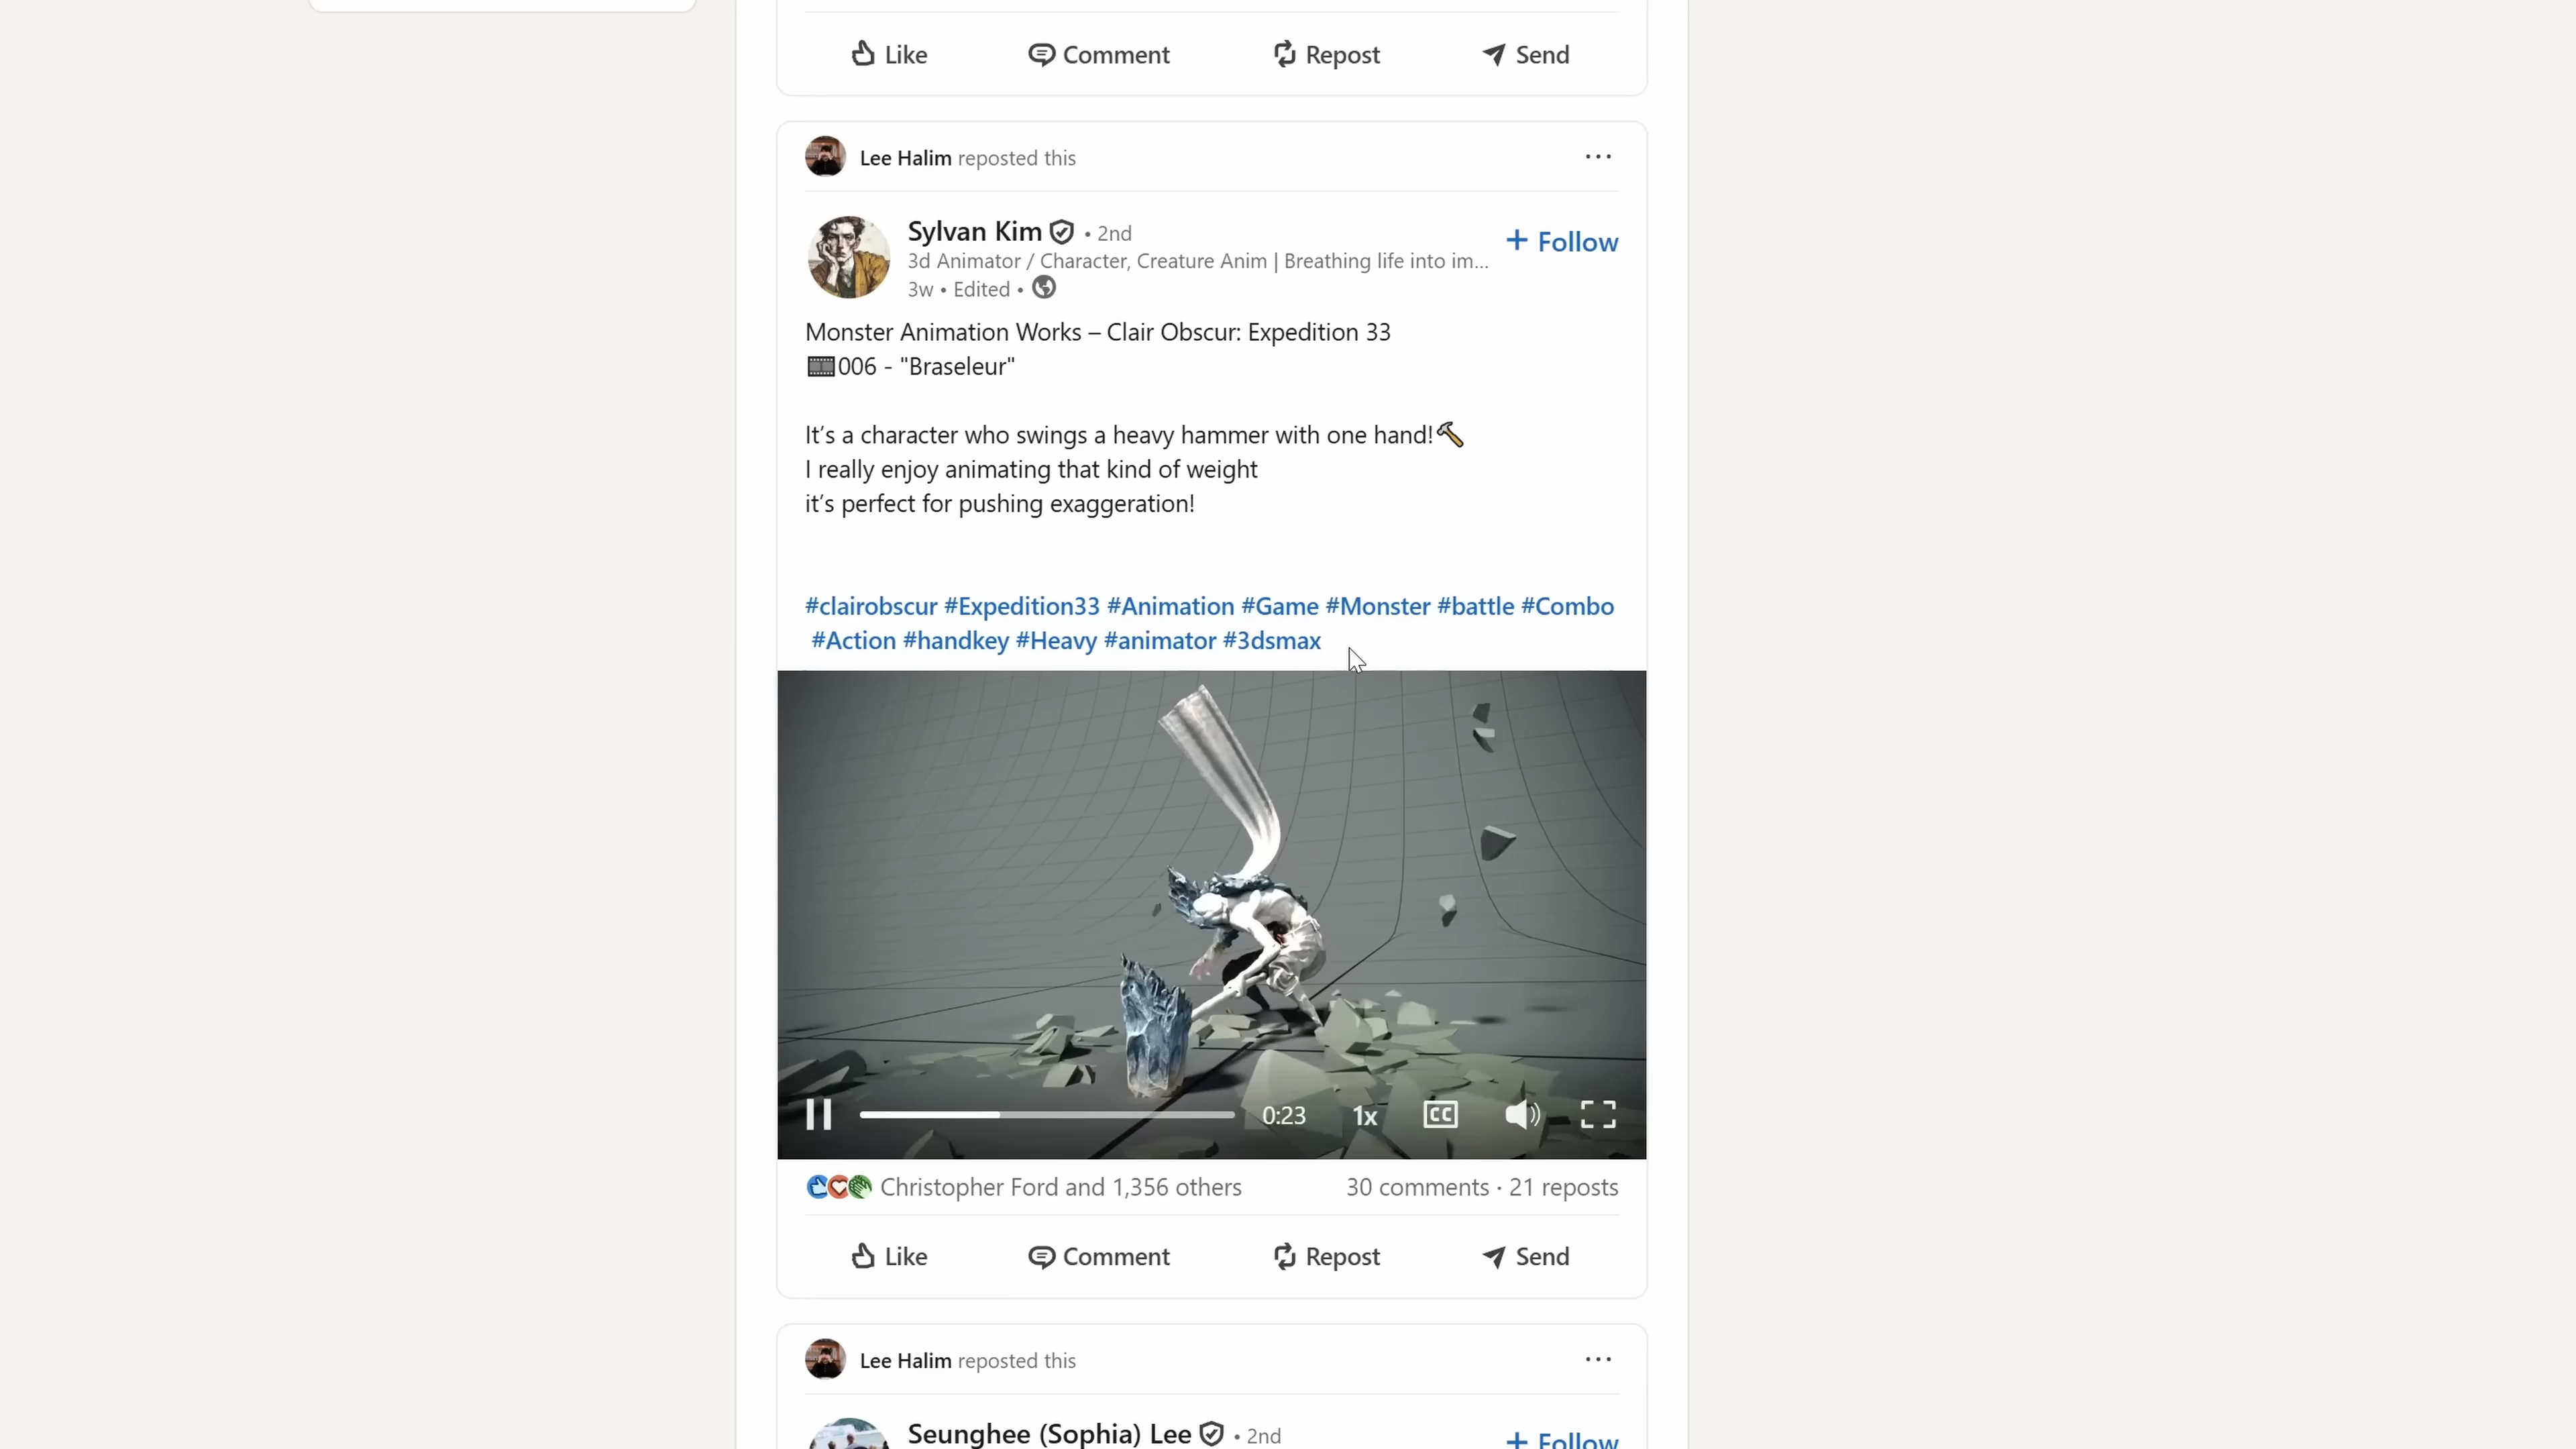 Like Comment Repost Send
Lee Halim reposted this
Sylvan Kim • 2nd
+ Follow
3d Animator / Character, Creature Anim | Breathing life into im...
3w • Edited •
Monster Animation Works – Clair Obscur: Expedition 33
🎞️006 - "Braseleur"
It’s a character who swings a heavy hammer with one hand!🔨
I really enjoy animating that kind of weight
it’s perfect for pushing exaggeration!
#clairobscur #Expedition33 #Animation #Game #Monster #battle #Combo
#Action #handkey #Heavy #animator #3dsmax
0:23 1x CC
Christopher Ford and 1,356 others 30 comments · 21 reposts
Like Comment Repost Send
Lee Halim reposted this
Seunghee (Sophia) Lee • 2nd
+ Follow